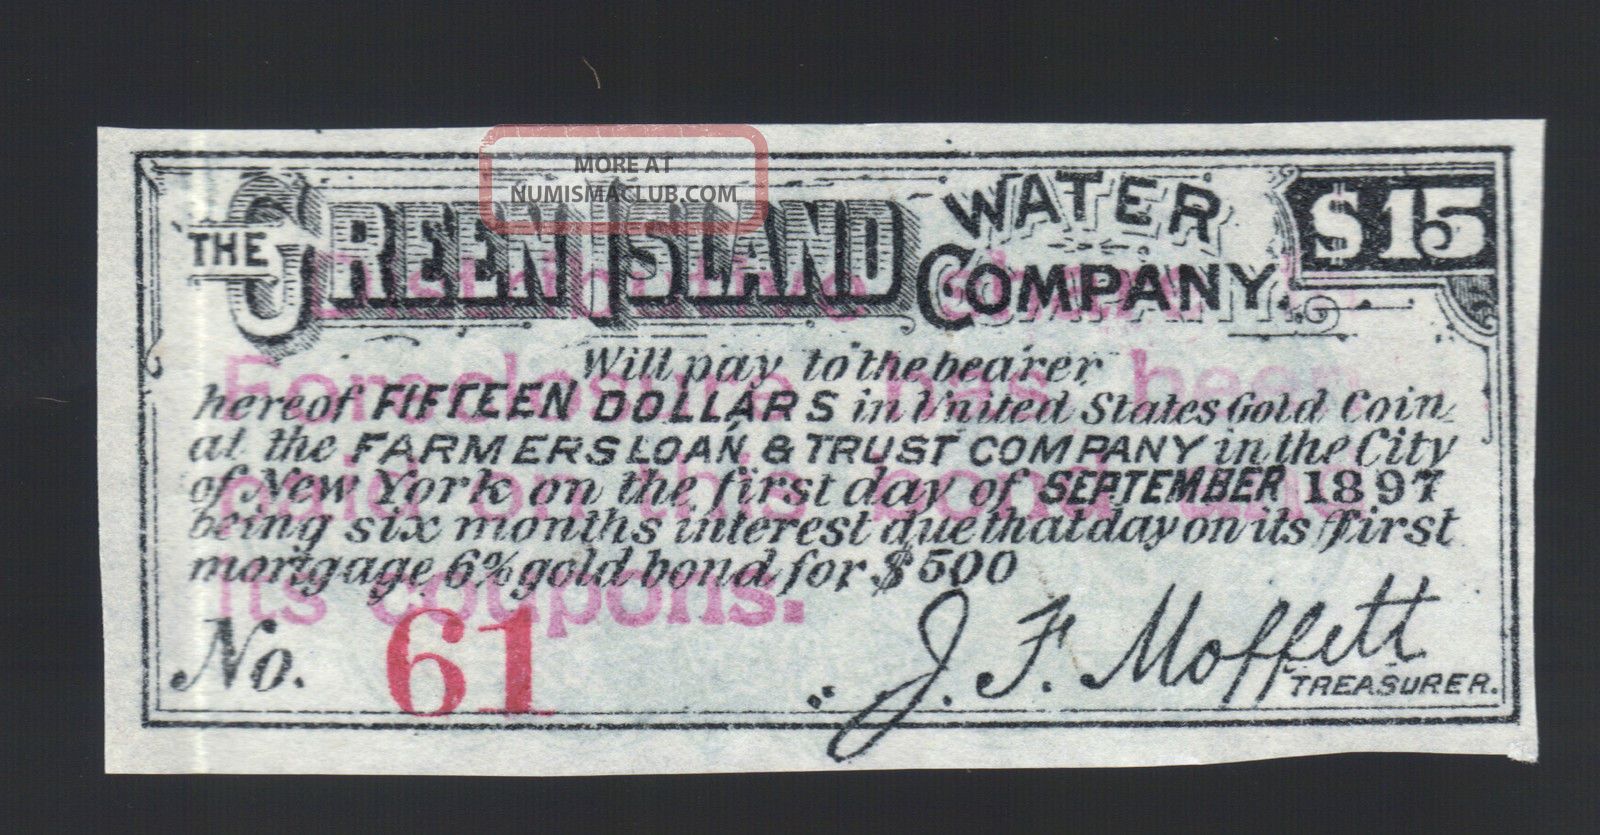 MORE AT
NUMISMACLUB.COM
THE GREEN ISLAND WATER COMPANY. $15
Will pay to the bearer
hereof FIFTEEN DOLLARS in United States Gold Coin
at the FARMERS LOAN & TRUST COMPANY in the City
of New York on the first day of SEPTEMBER 1897
being six months interest due that day on its first
mortgage 6% gold bond for $500
No. 61
J. F. Moffett
TREASURER.
Distributive share
Foreclosure has been
paid on this bond and
its coupons.